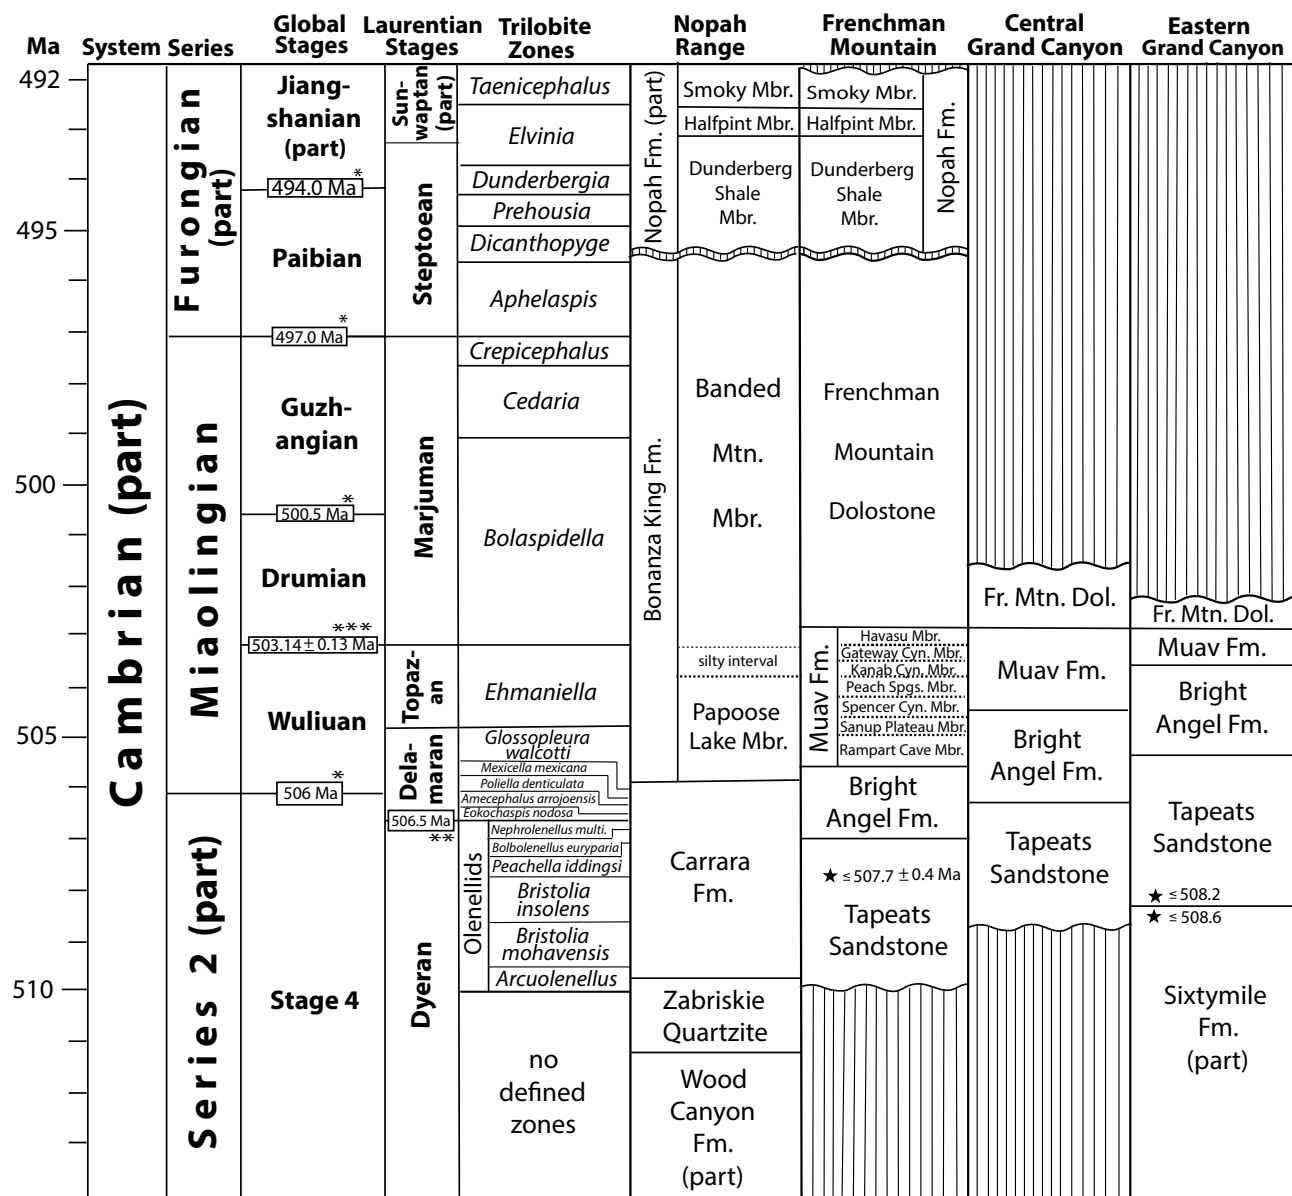 Ma
System
Series
Global
Stages
Laurentian
Stages
Trilobite
Zones
Nopah
Range
Frenchman
Mountain
Central
Grand Canyon
Eastern
Grand Canyon
492
495
500
505
510
Cambrian (part)
Furongian
(part)
Miaolingian
Series 2 (part)
Jiang-
shanian
(part)
*
494.0 Ma
Paibian
*
497.0 Ma
Guzh-
angian
*
500.5 Ma
Drumian
***
503.14 ± 0.13 Ma
Wuliuan
*
506 Ma
Stage 4
Sun-
waptan
(part)
Steptoean
Marjuman
Topaz-
an
Dela-
maran
506.5 Ma
**
Dyeran
Taenicephalus
Elvinia
Dunderbergia
Prehousia
Dicanthopyge
Aphelaspis
Crepicephalus
Cedaria
Bolaspidella
Ehmaniella
Glossopleura
walcotti
Mexicella mexicana
Poliella denticulata
Amecephalus arrojoensis
Eokochaspis nodosa
Olenellids
Nephrolenellus multi.
Bolbolenellus euryparia
Peachella iddingsi
Bristolia
insolens
Bristolia
mohavensis
Arcuolenellus
no
defined
zones
Nopah Fm. (part)
Smoky Mbr.
Halfpint Mbr.
Dunderberg
Shale
Mbr.
Bonanza King Fm.
Banded
Mtn.
Mbr.
silty interval
Papoose
Lake Mbr.
Carrara
Fm.
Zabriskie
Quartzite
Wood
Canyon
Fm.
(part)
Smoky Mbr.
Halfpint Mbr.
Dunderberg
Shale
Mbr.
Nopah Fm.
Frenchman
Mountain
Dolostone
Muav Fm.
Havasu Mbr.
Gateway Cyn. Mbr.
Kanab Cyn. Mbr.
Peach Spgs. Mbr.
Spencer Cyn. Mbr.
Sanup Plateau Mbr.
Rampart Cave Mbr.
Bright
Angel Fm.
★ ≤ 507.7 ± 0.4 Ma
Tapeats
Sandstone
Fr. Mtn. Dol.
Muav Fm.
Bright
Angel Fm.
Tapeats
Sandstone
Fr. Mtn. Dol.
Muav Fm.
Bright
Angel Fm.
Tapeats
Sandstone
★ ≤ 508.2
★ ≤ 508.6
Sixtymile
Fm.
(part)